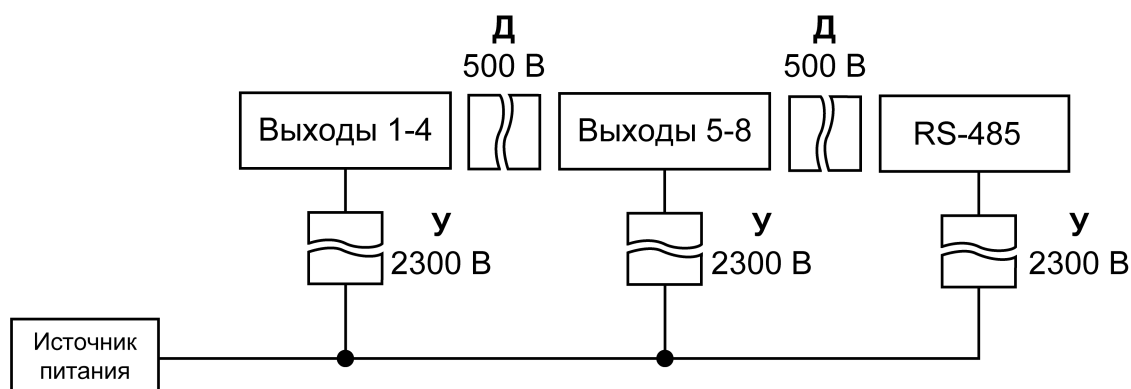 Д
500 В
Д
500 В
Выходы 1-4
Выходы 5-8
RS-485
У
2300 В
У
2300 В
У
2300 В
Источник
питания